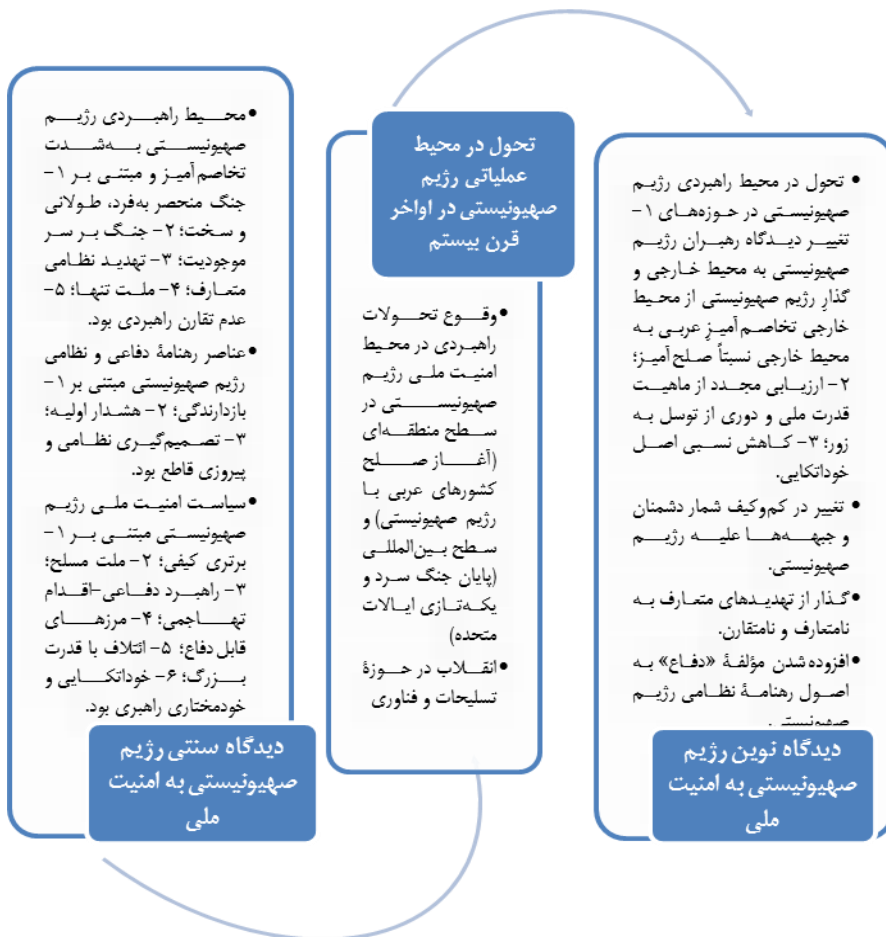 •محیط راهبردی رژیم
صهیونیستی به‌شدت
تخاصم‌آمیز و مبتنی بر ۱-
جنگ منحصر به‌فرد، طولانی
و سخت؛ ۲- جنگ بر سر
موجودیت؛ ۳- تهدید نظامی
متعارف؛ ۴- ملت تنها؛ ۵-
عدم تقارن راهبردی بود.
•عناصر رهنامهٔ دفاعی و نظامی
رژیم صهیونیستی مبتنی بر ۱-
بازدارندگی؛ ۲- هشدار اولیه؛
۳- تصمیم‌گیری نظامی و
پیروزی قاطع بود.
•سیاست امنیت ملی رژیم
صهیونیستی مبتنی بر ۱-
برتری کیفی؛ ۲- ملت مسلح؛
۳- راهبرد دفاعی-اقدام
تهاجمی؛ ۴- مرزهای
قابل دفاع؛ ۵- ائتلاف با قدرت
بزرگ؛ ۶- خوداتکایی و
خودمختاری راهبری بود.
دیدگاه سنتی رژیم
صهیونیستی به امنیت
ملی
تحول در محیط
عملیاتی رژیم
صهیونیستی در اواخر
قرن بیستم
•وقوع تحولات
راهبردی در محیط
امنیت ملی رژیم
صهیونیستی در
سطح منطقه‌ای
(آغاز صلح
کشورهای عربی با
رژیم صهیونیستی) و
سطح بین‌المللی
(پایان جنگ سرد و
یکه‌تازی ایالات
متحده)
•انقلاب در حوزهٔ
تسلیحات و فناوری
• تحول در محیط راهبردی رژیم
صهیونیستی در حوزه‌های ۱-
تغییر دیدگاه رهبران رژیم
صهیونیستی به محیط خارجی و
گذارِ رژیم صهیونیستی از محیط
خارجی تخاصم‌آمیزِ عربی به
محیط خارجی نسبتاً صلح‌آمیز؛
۲- ارزیابی مجدد از ماهیت
قدرت ملی و دوری از توسل به
زور؛ ۳- کاهش نسبی اصل
خوداتکایی.
• تغییر در کم‌وکیف شمار دشمنان
و جبهه‌ها علیه رژیم
صهیونیستی.
•گذار از تهدیدهای متعارف به
نامتعارف و نامتقارن.
•افزوده شدن مؤلفهٔ «دفاع» به
اصول رهنامهٔ نظامی رژیم
صهیونیستی.
دیدگاه نوین رژیم
صهیونیستی به امنیت
ملی